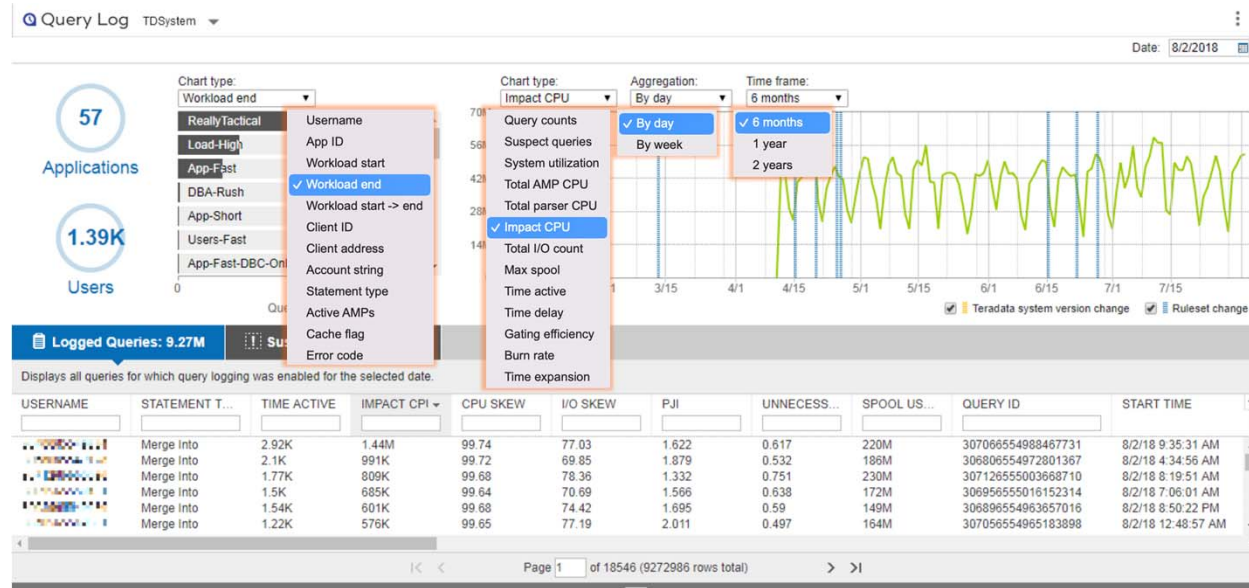 Query Log TDSystem
Date: 8/2/2018
57
Applications
1.39K
Users
Chart type:
Workload end
ReallyTactical
Load-High
App-Fast
DBA-Rush
App-Short
Users-Fast
App-Fast-DBC-Onl
0
Username
App ID
Workload start
Workload end
Workload start -> end
Client ID
Client address
Account string
Statement type
Active AMPs
Cache flag
Error code
Chart type: Aggregation: Time frame:
Impact CPU By day 6 months
Query counts
Suspect queries
System utilization
Total AMP CPU
Total parser CPU
Impact CPU
Total I/O count
Max spool
Time active
Time delay
Gating efficiency
Burn rate
Time expansion
By day
By week
6 months
1 year
2 years
3/15 4/1 4/15 5/1 5/15 6/1 6/15 7/1 7/15
Teradata system version change Ruleset change
Logged Queries: 9.27M
Displays all queries for which query logging was enabled for the selected date.
USERNAME STATEMENT T... TIME ACTIVE IMPACT CPI CPU SKEW I/O SKEW PJI UNNECESS... SPOOL US... QUERY ID START TIME
Merge Into 2.92K 1.44M 99.74 77.03 1.622 0.617 220M 307066554988467731 8/2/18 9:35:31 AM
Merge Into 2.1K 991K 99.72 69.85 1.879 0.532 186M 306806554972801367 8/2/18 4:34:56 AM
Merge Into 1.77K 809K 99.68 78.36 1.332 0.751 230M 307126555003668710 8/2/18 8:19:51 AM
Merge Into 1.5K 685K 99.64 70.69 1.566 0.638 172M 306956555016152314 8/2/18 7:06:01 AM
Merge Into 1.54K 601K 99.68 74.42 1.695 0.59 149M 306896554963657016 8/2/18 8:50:22 PM
Merge Into 1.22K 576K 99.65 77.19 2.011 0.497 164M 307056554965183898 8/2/18 12:48:57 AM
Page 1 of 18546 (9272986 rows total)